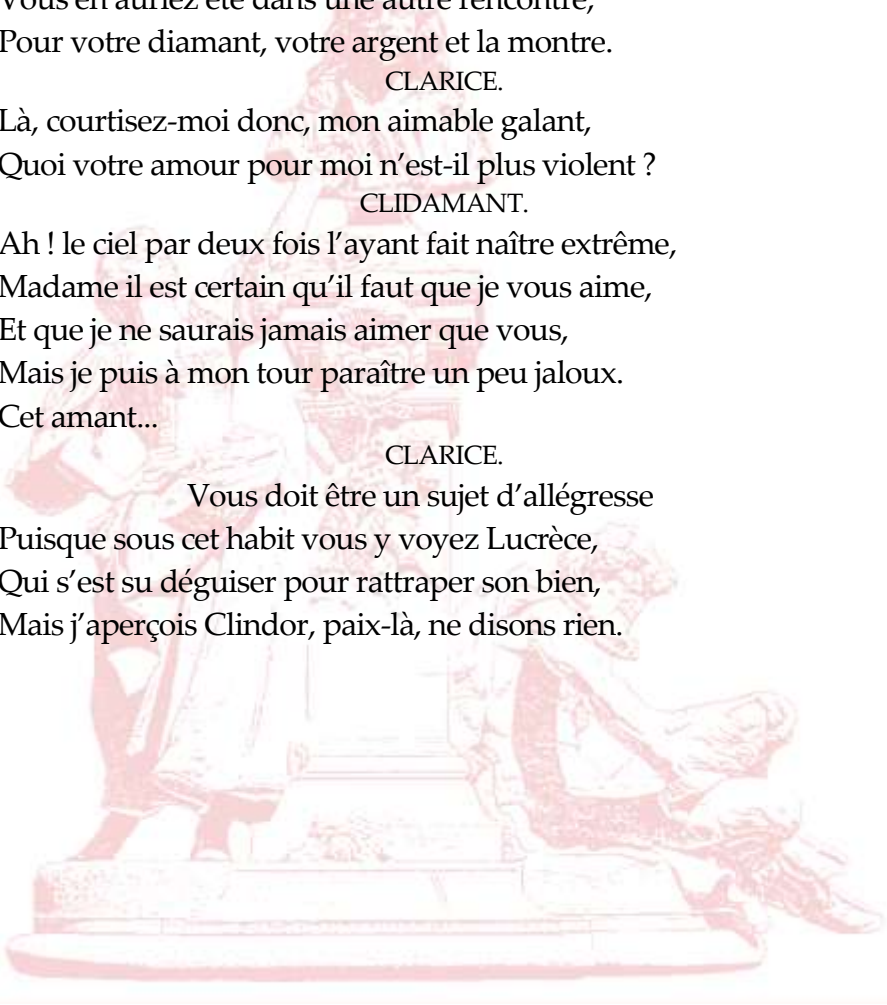 Vous en auriez été dans une autre rencontre,
Pour votre diamant, votre argent et la montre.
CLARICE.
Là, courtisez-moi donc, mon aimable galant,
Quoi votre amour pour moi n’est-il plus violent ?
CLIDAMANT.
Ah ! le ciel par deux fois l’ayant fait naître extrême,
Madame il est certain qu’il faut que je vous aime,
Et que je ne saurais jamais aimer que vous,
Mais je puis à mon tour paraître un peu jaloux.
Cet amant...
CLARICE.
Vous doit être un sujet d’allégresse
Puisque sous cet habit vous y voyez Lucrèce,
Qui s’est su déguiser pour rattraper son bien,
Mais j’aperçois Clindor, paix-là, ne disons rien.